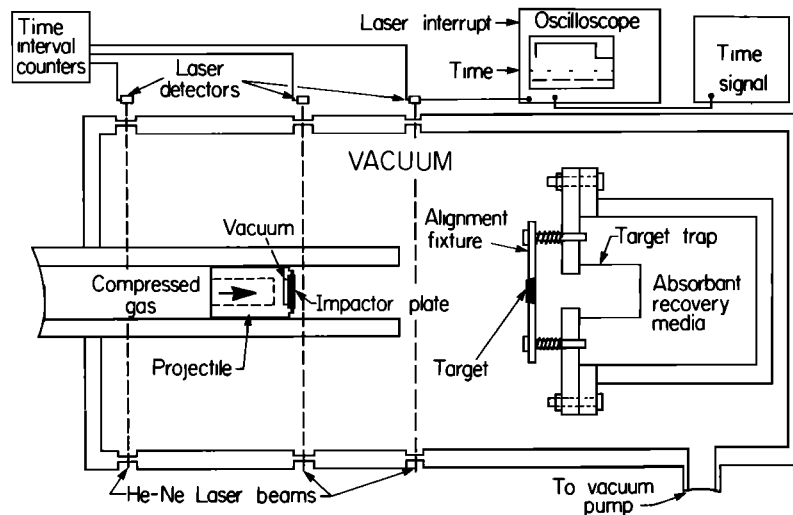 Time
interval
counters
Laser
detectors
Laser interrupt
Time
Oscilloscope
Time
signal
VACUUM
Vacuum
Compressed
gas
Impactor plate
Projectile
Alignment
fixture
Target trap
Absorbant
recovery
media
Target
He-Ne Laser beams
To vacuum
pump